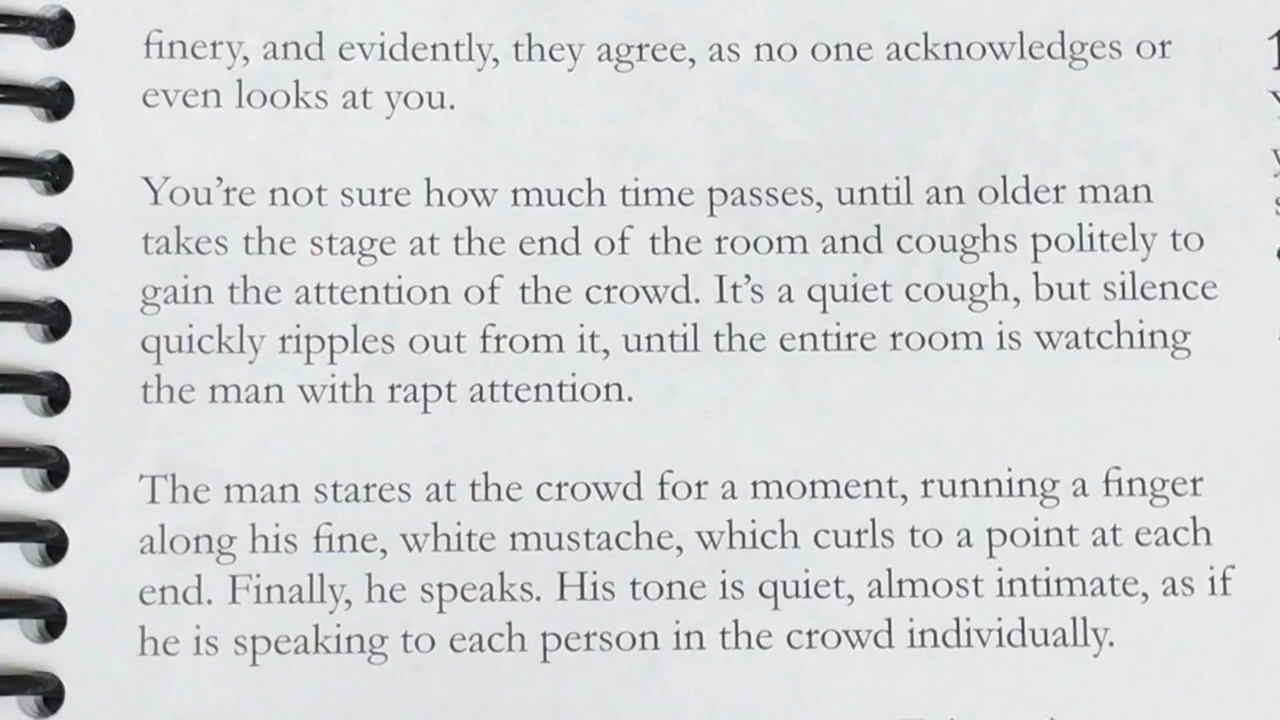 finery, and evidently, they agree, as no one acknowledges or
even looks at you.
You’re not sure how much time passes, until an older man
takes the stage at the end of the room and coughs politely to
gain the attention of the crowd. It’s a quiet cough, but silence
quickly ripples out from it, until the entire room is watching
the man with rapt attention.
The man stares at the crowd for a moment, running a finger
along his fine, white mustache, which curls to a point at each
end. Finally, he speaks. His tone is quiet, almost intimate, as if
he is speaking to each person in the crowd individually.